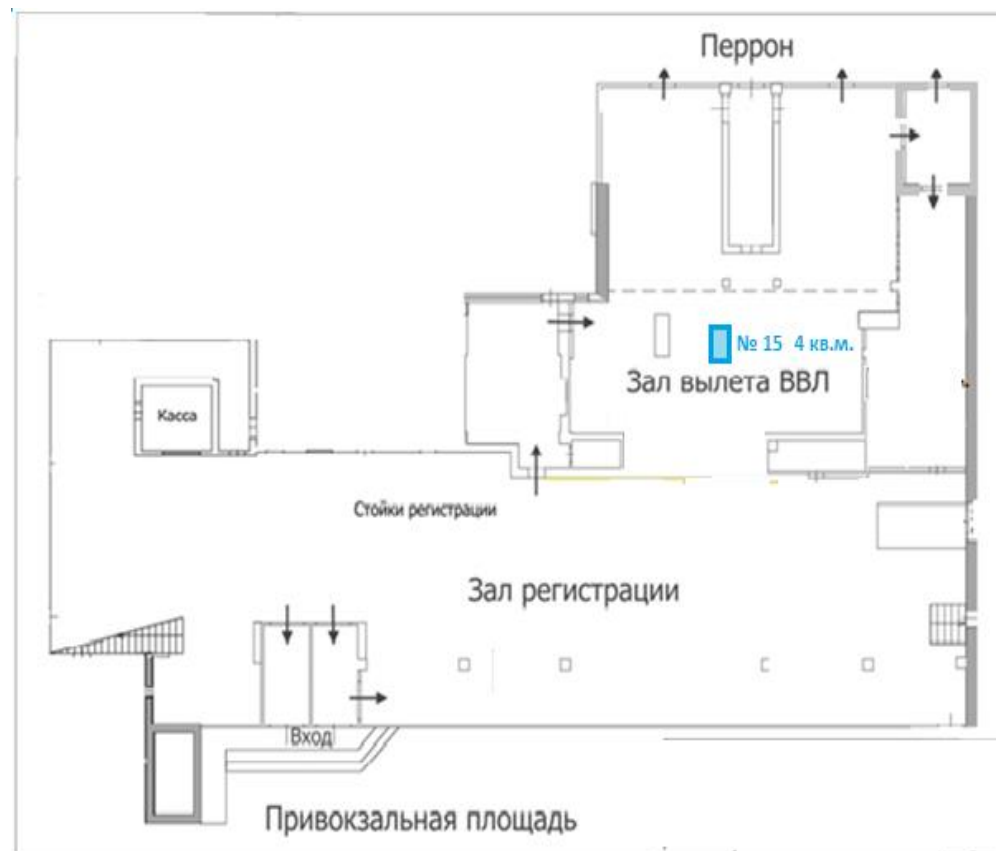 Перрон
№ 15 4 кв.м.
Зал вылета ВВЛ
Касса
Стойки регистрации
Зал регистрации
Вход
Привокзальная площадь